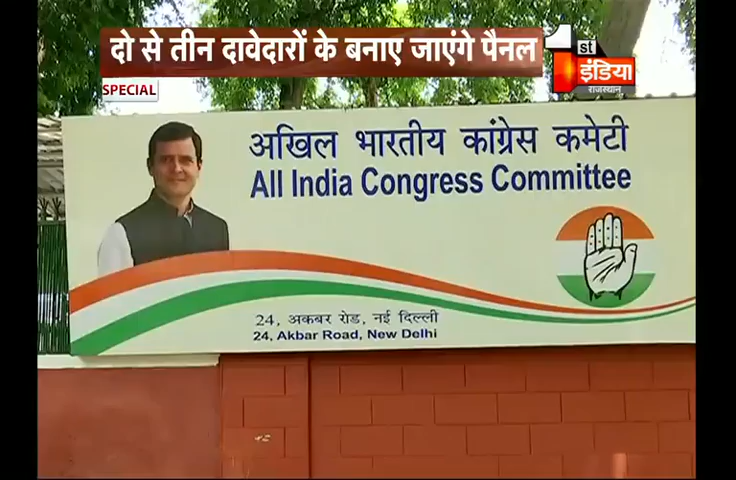 दो से तीन दावेदारों के बनाए जाएंगे पैनल
1st
इंडिया
राजस्थान
SPECIAL
अखिल भारतीय कांग्रेस कमेटी
All India Congress Committee
24, अकबर रोड, नई दिल्ली
24, Akbar Road, New Delhi